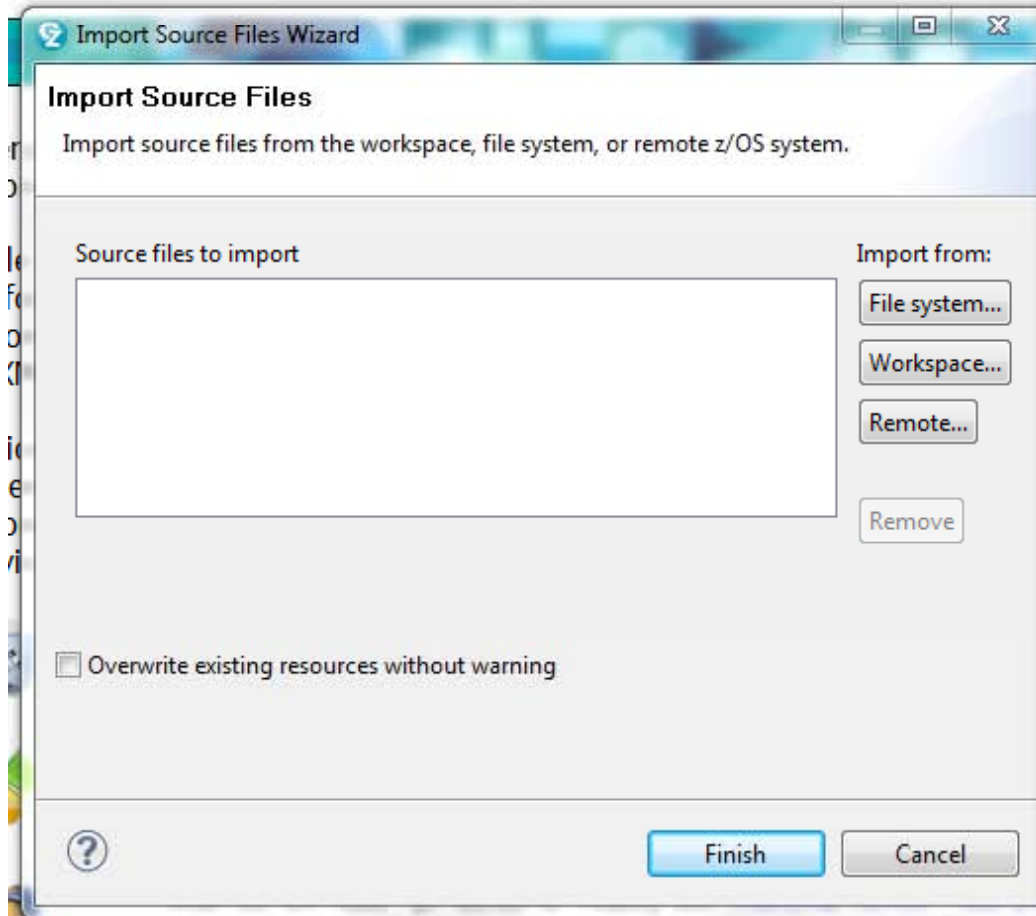 Import Source Files Wizard
Import Source Files
Import source files from the workspace, file system, or remote z/OS system.
Source files to import
Import from:
File system...
Workspace...
Remote...
Remove
Overwrite existing resources without warning
Finish
Cancel